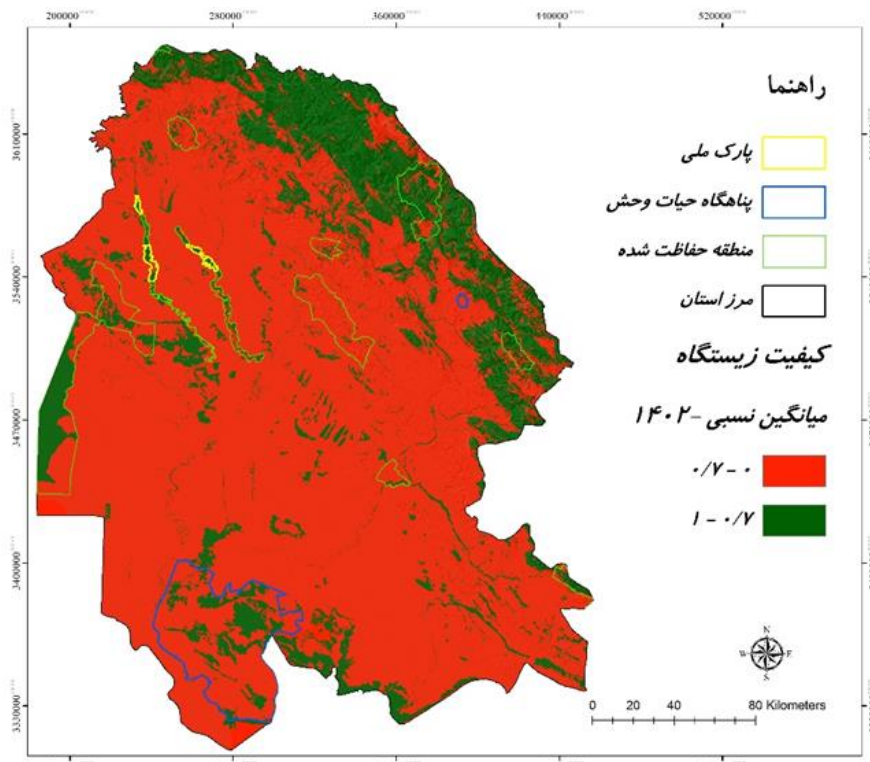 200000 280000 360000 440000 520000
راهنما
پارک ملی
پناهگاه حیات وحش
منطقه حفاظت شده
مرز استان
کیفیت زیستگاه
میانگین نسبی -۱۴۰۲
۰ - ۰/۷
۰/۷ - ۱
3610000
3540000
3470000
3400000
3330000
N
W E
S
0 20 40 80 Kilometers